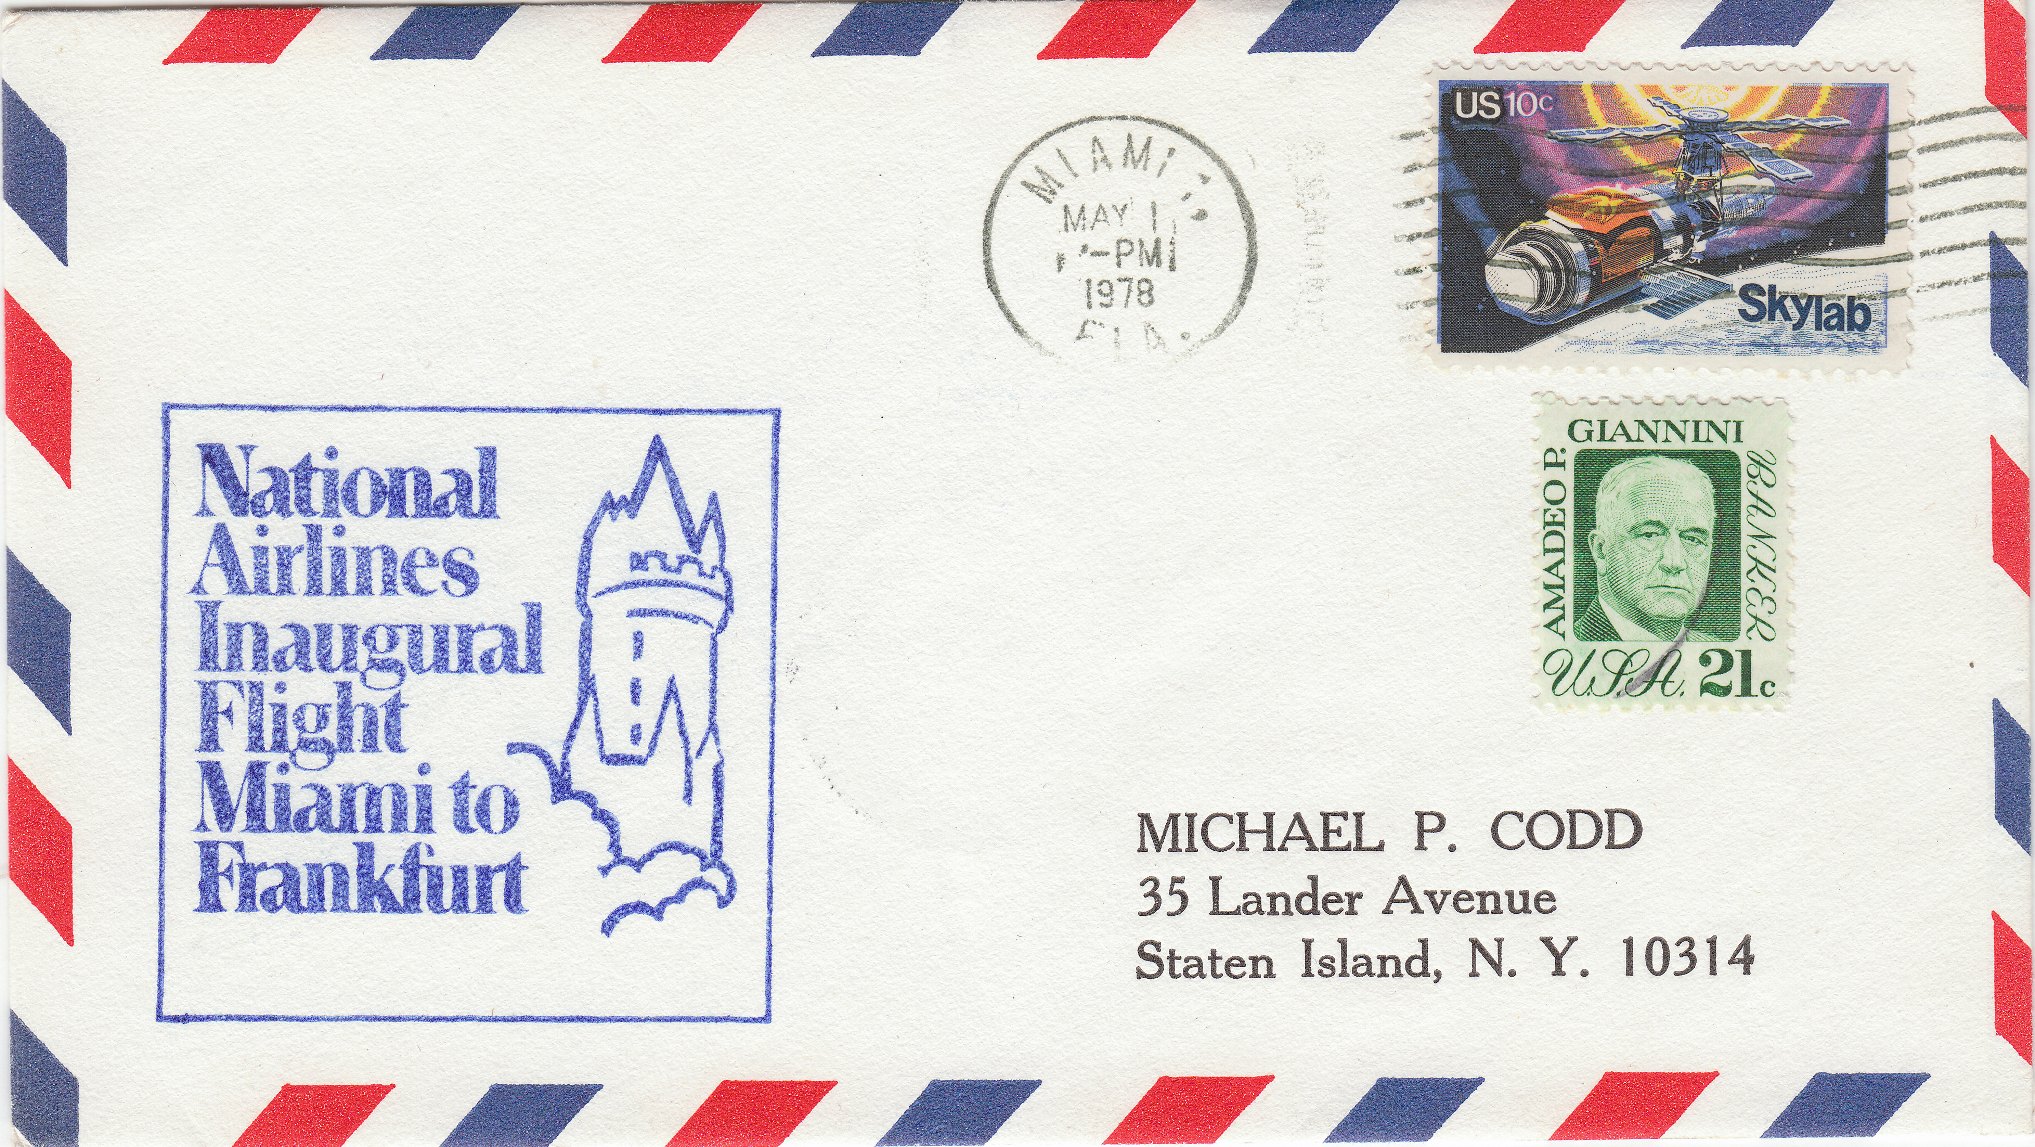 MIAMI
MAY 1
PM
1978
FLA.
US 10c
Skylab
AMADEO P. GIANNINI BANKER
U.S.A. 21c
National
Airlines
Inaugural
Flight
Miami to
Frankfurt
MICHAEL P. CODD
35 Lander Avenue
Staten Island, N. Y. 10314